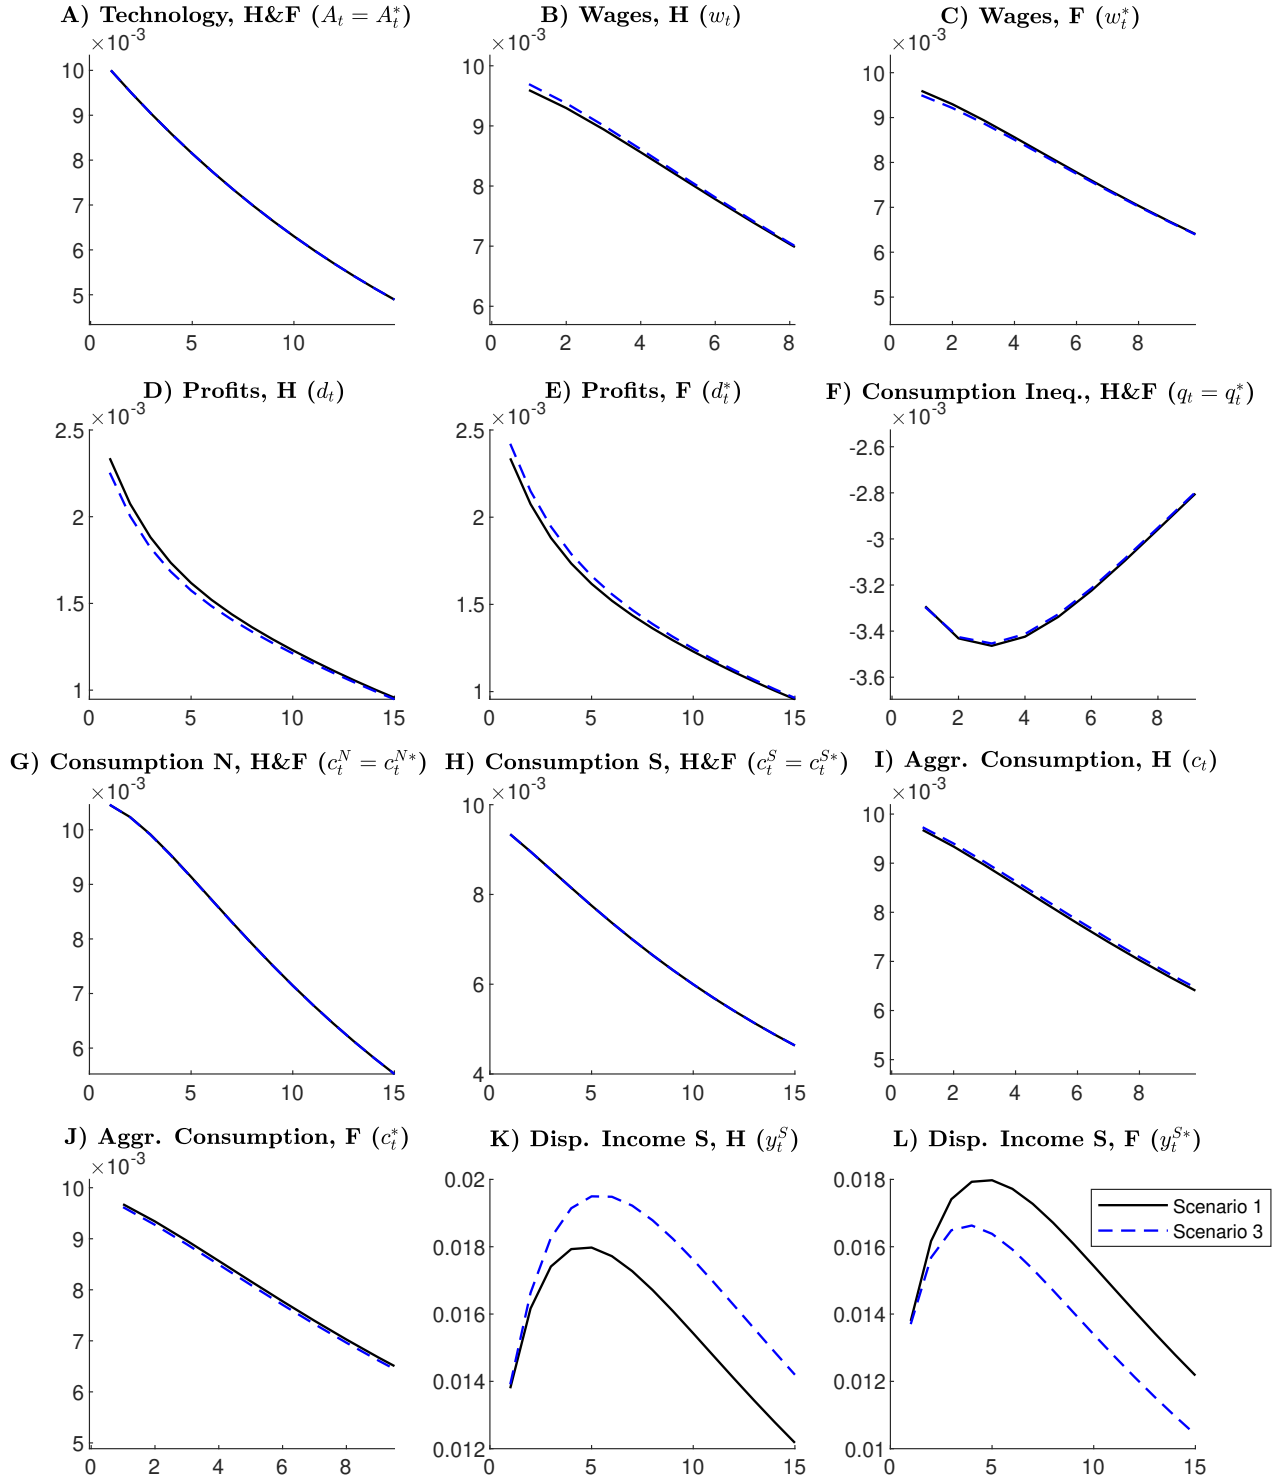 A) Technology, H&F (A_t = A_t^*)
×10^-3
10
9
8
7
6
5
0 5 10
B) Wages, H (w_t)
×10^-3
10
9
8
7
6
0 2 4 6 8
C) Wages, F (w_t^*)
×10^-3
10
9
8
7
6
5
0 2 4 6 8
D) Profits, H (d_t)
×10^-3
2.5
2
1.5
1
0 5 10 15
E) Profits, F (d_t^*)
×10^-3
2.5
2
1.5
1
0 5 10 15
F) Consumption Ineq., H&F (q_t = q_t^*)
×10^-3
-2.6
-2.8
-3
-3.2
-3.4
-3.6
0 2 4 6 8
G) Consumption N, H&F (c_t^N = c_t^{N*})
×10^-3
10
9
8
7
6
0 5 10 15
H) Consumption S, H&F (c_t^S = c_t^{S*})
×10^-3
10
8
6
4
0 5 10 15
I) Aggr. Consumption, H (c_t)
×10^-3
10
9
8
7
6
5
0 2 4 6 8
J) Aggr. Consumption, F (c_t^*)
×10^-3
10
9
8
7
6
5
0 2 4 6 8
K) Disp. Income S, H (y_t^S)
0.02
0.018
0.016
0.014
0.012
0 5 10 15
L) Disp. Income S, F (y_t^{S*})
0.018
0.016
0.014
0.012
0.01
0 5 10 15
Scenario 1
Scenario 3